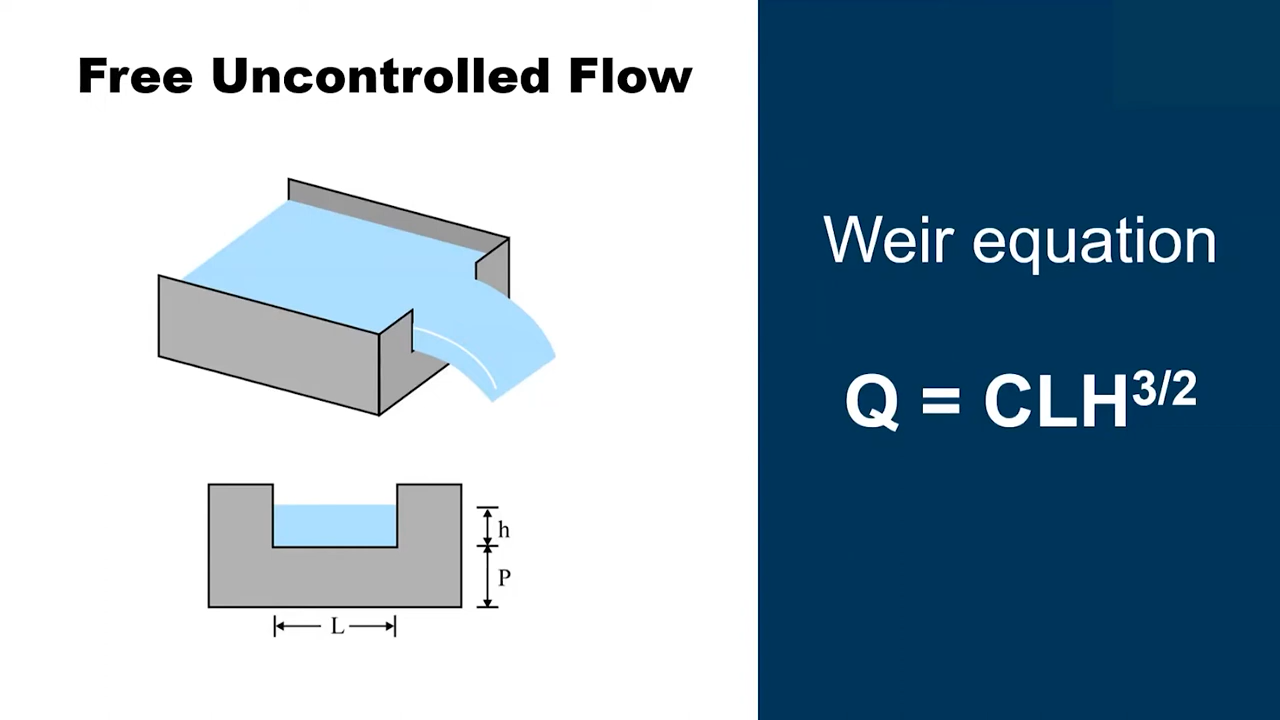 Free Uncontrolled Flow
h
P
L
Weir equation
Q = CLH³/²